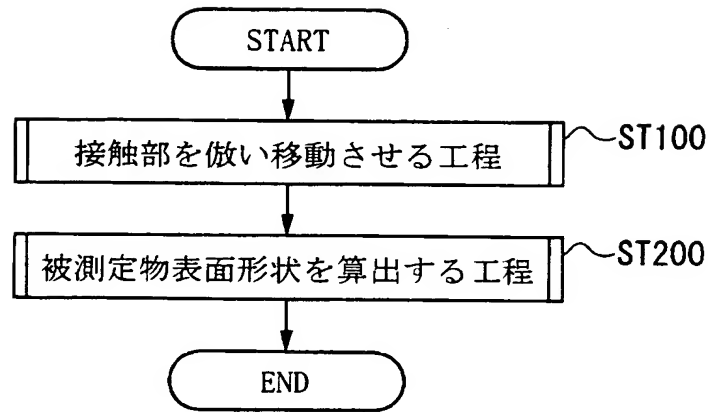 START
接触部を倣い移動させる工程
ST100
被測定物表面形状を算出する工程
ST200
END